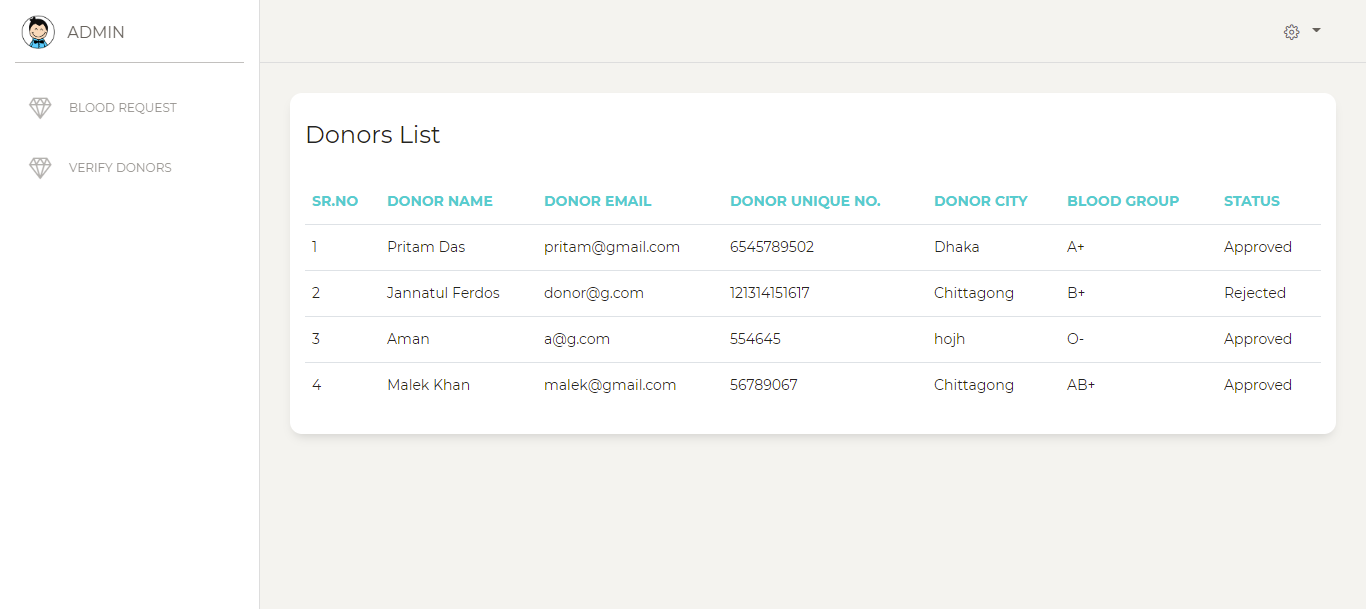 ADMIN
BLOOD REQUEST
VERIFY DONORS
Donors List
SR.NO DONOR NAME DONOR EMAIL DONOR UNIQUE NO. DONOR CITY BLOOD GROUP STATUS
1 Pritam Das pritam@gmail.com 6545789502 Dhaka A+ Approved
2 Jannatul Ferdos donor@g.com 121314151617 Chittagong B+ Rejected
3 Aman a@g.com 554645 hojh O- Approved
4 Malek Khan malek@gmail.com 56789067 Chittagong AB+ Approved